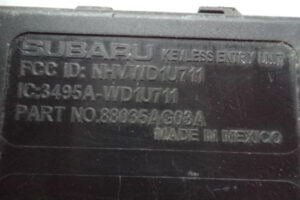 SUBARU KEYLESS ENTRY UNIT
FCC ID: NHVWD1U711
IC:3495A-WD1U711
PART NO.88035AG03A
MADE IN MEXICO